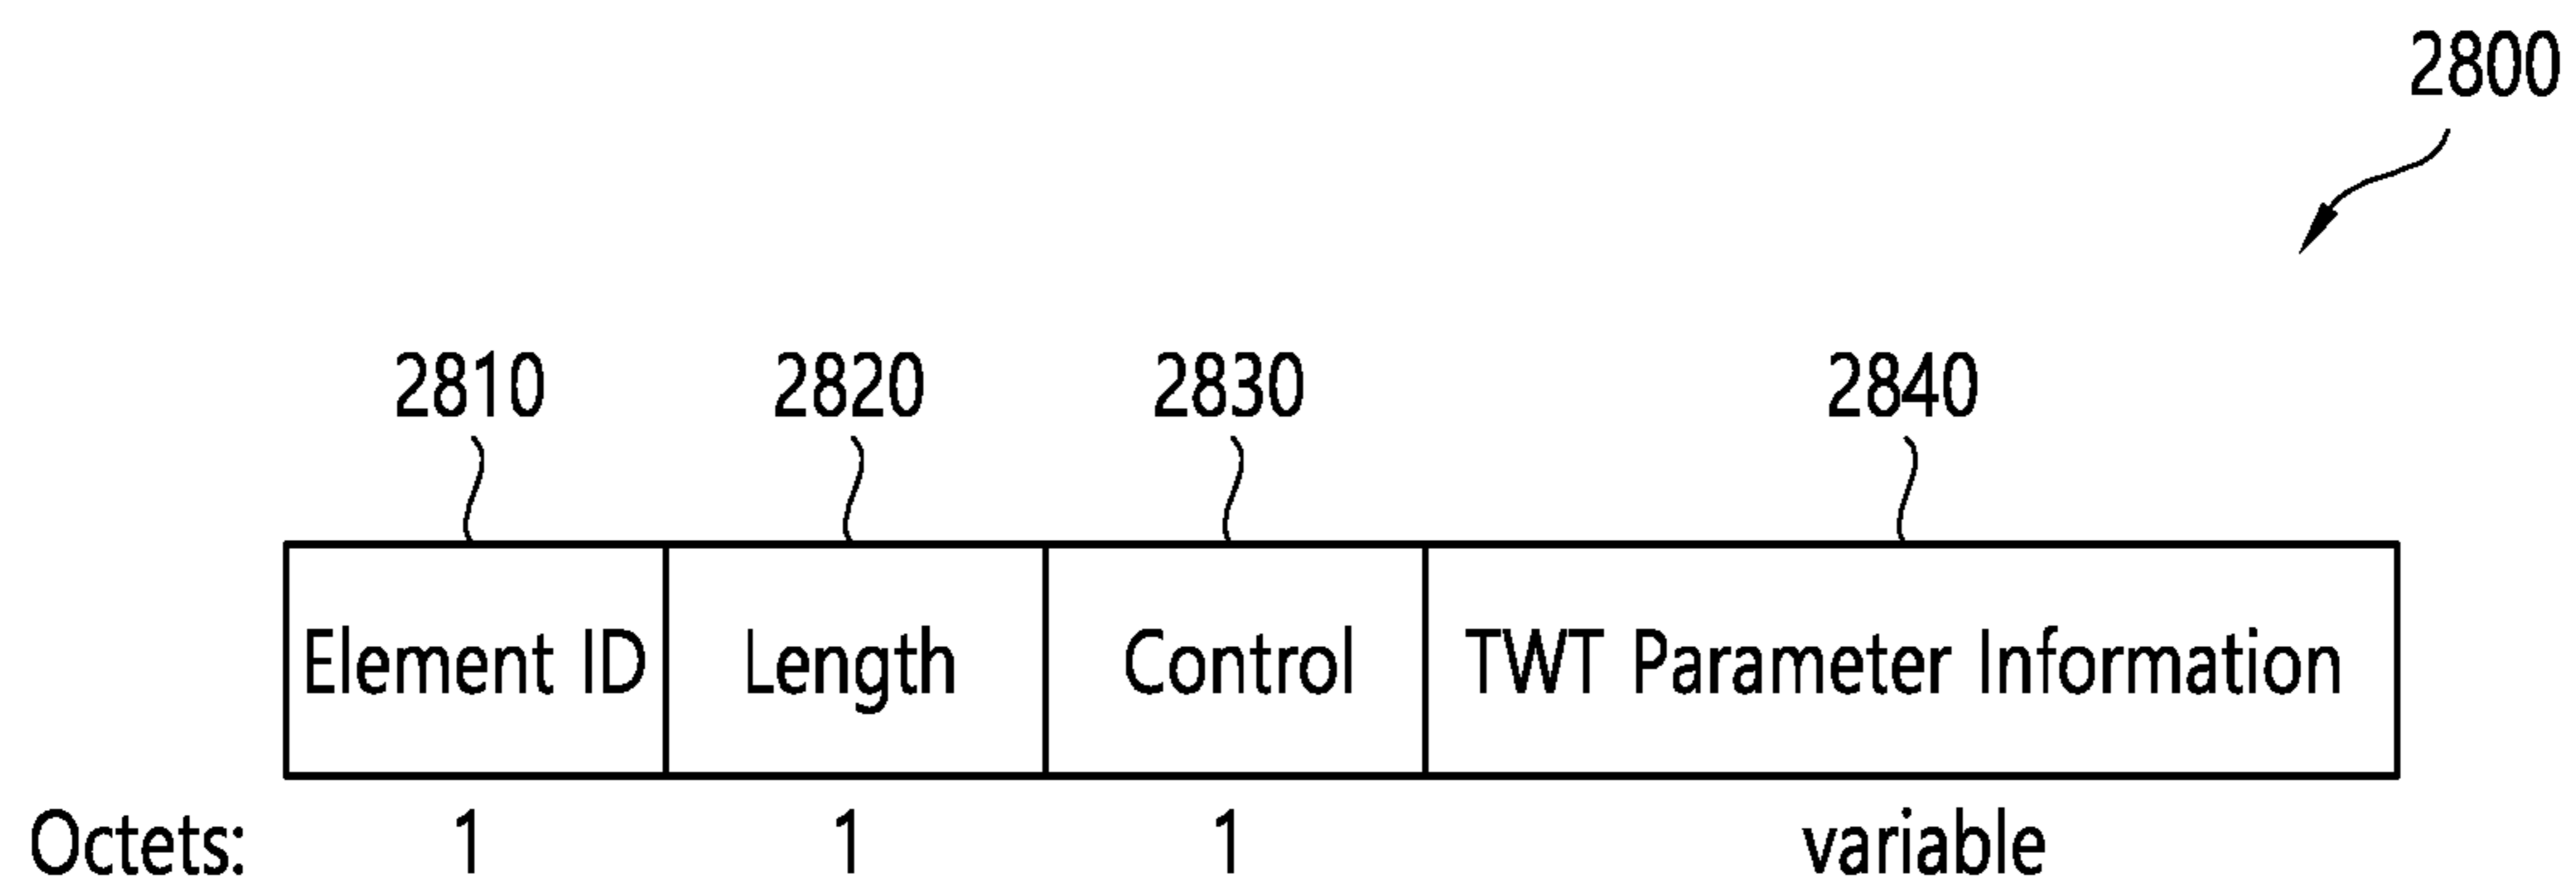 2800
2810 2820 2830 2840
Element ID Length Control TWT Parameter Information
Octets: 1 1 1 variable